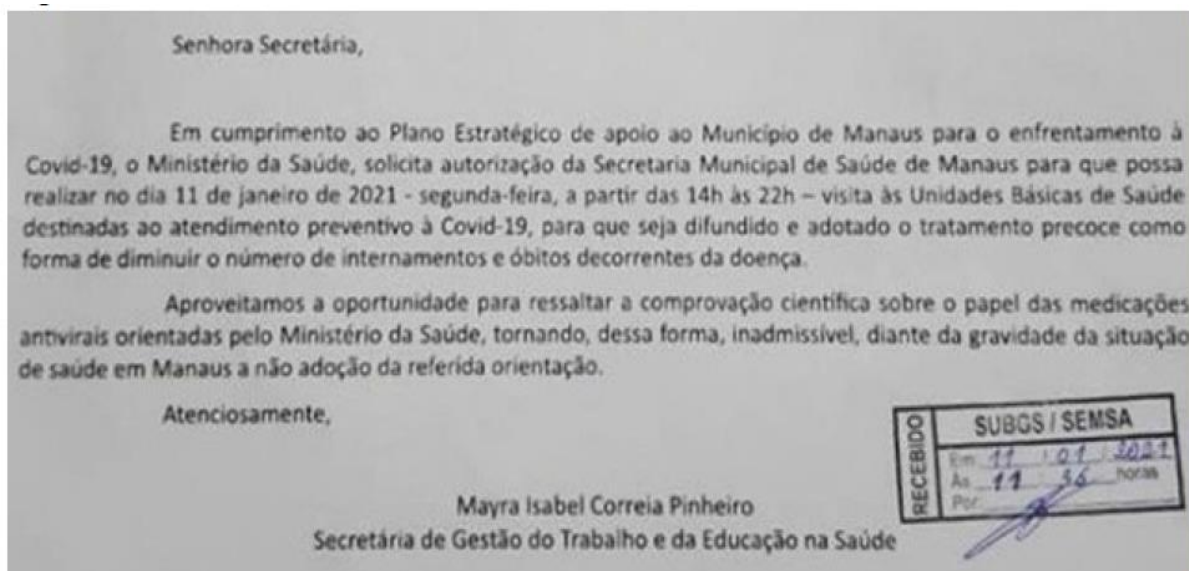 Senhora Secretária,
Em cumprimento ao Plano Estratégico de apoio ao Município de Manaus para o enfrentamento à
Covid-19, o Ministério da Saúde, solicita autorização da Secretaria Municipal de Saúde de Manaus para que possa
realizar no dia 11 de janeiro de 2021 - segunda-feira, a partir das 14h às 22h – visita às Unidades Básicas de Saúde
destinadas ao atendimento preventivo à Covid-19, para que seja difundido e adotado o tratamento precoce como
forma de diminuir o número de internamentos e óbitos decorrentes da doença.
Aproveitamos a oportunidade para ressaltar a comprovação científica sobre o papel das medicações
antivirais orientadas pelo Ministério da Saúde, tornando, dessa forma, inadmissível, diante da gravidade da situação
de saúde em Manaus a não adoção da referida orientação.
Atenciosamente,
RECEBIDO
SUBGS / SEMSA
Em 11 / 01 / 2021
Às 11 36 horas
Por
Mayra Isabel Correia Pinheiro
Secretária de Gestão do Trabalho e da Educação na Saúde